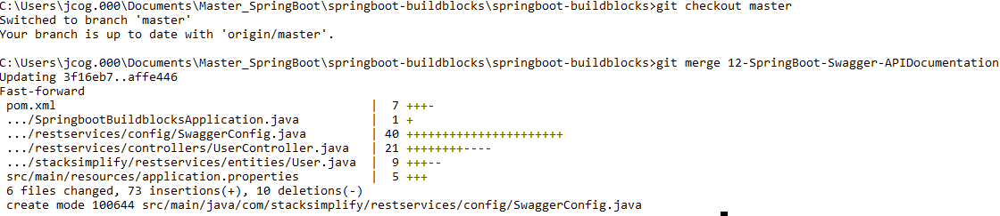 C:\Users\jcog.000\Documents\Master_SpringBoot\springboot-buildblocks\springboot-buildblocks>git checkout master
Switched to branch 'master'
Your branch is up to date with 'origin/master'.
C:\Users\jcog.000\Documents\Master_SpringBoot\springboot-buildblocks\springboot-buildblocks>git merge 12-SpringBoot-Swagger-APIDocumentation
Updating 3f16eb7..affe446
Fast-forward
 pom.xml                                            |  7 +++-
 .../SpringbootBuildblocksApplication.java          |  1 +
 .../restservices/config/SwaggerConfig.java         | 40 ++++++++++++++++++++++
 .../restservices/controllers/UserController.java   | 21 ++++++++----
 .../stacksimplify/restservices/entities/User.java  |  9 +++--
 src/main/resources/application.properties          |  5 +++
 6 files changed, 73 insertions(+), 10 deletions(-)
 create mode 100644 src/main/java/com/stacksimplify/restservices/config/SwaggerConfig.java